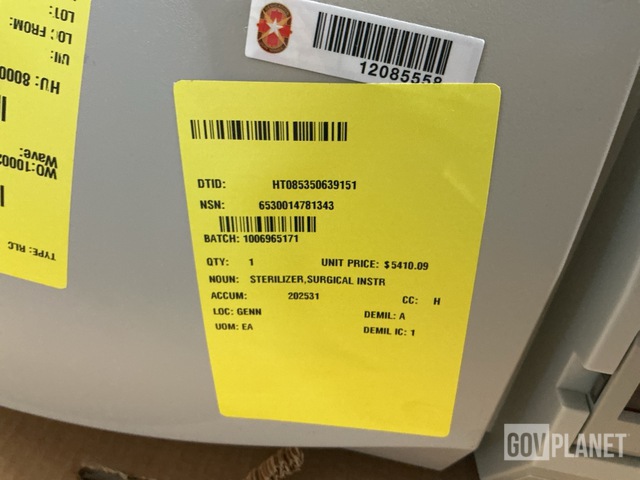 12085558
DTID: HT085350639151
NSN: 6530014781343
BATCH: 1006965171
QTY: 1 UNIT PRICE: $5410.09
NOUN: STERILIZER,SURGICAL INSTR
ACCUM: 202531 CC: H
LOC: GENN DEMIL: A
UOM: EA DEMIL IC: 1
TYPE: RLC
Wave:
WO:1000
HU: 8000
UII:
LOC FROM:
LOT:
GOVPLANET